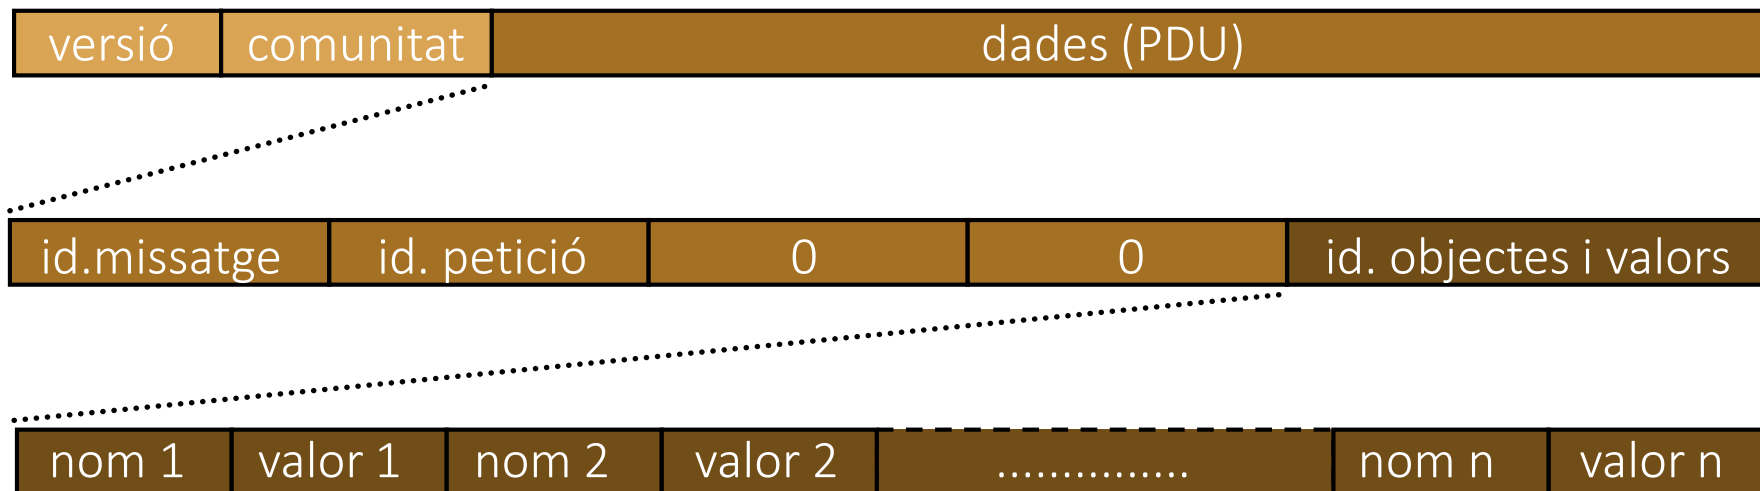 versió comunitat dades (PDU)
id.missatge id. petició 0 0 id. objectes i valors
nom 1 valor 1 nom 2 valor 2 ............... nom n valor n